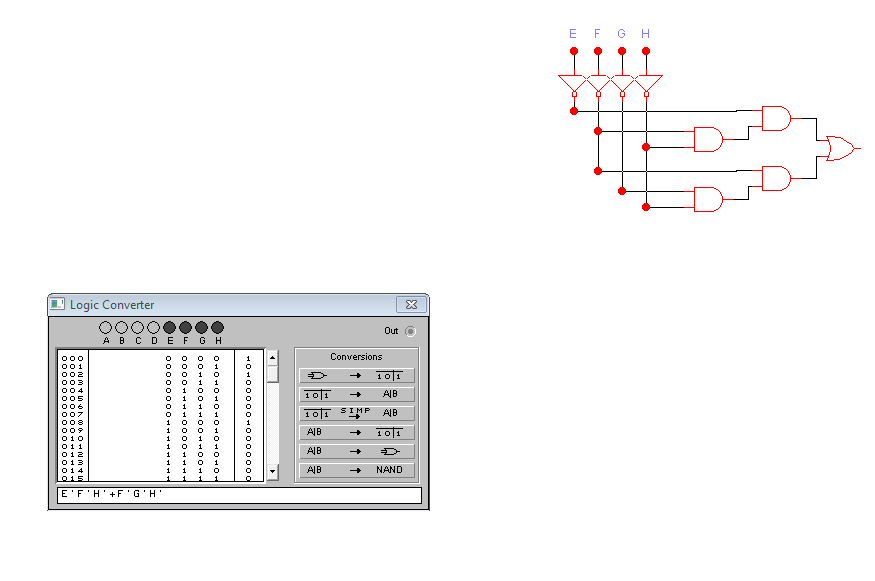 E F G H
Logic Converter
Out
A B C D E F G H
000 0 0 0 0 1
001 0 0 0 1 0
002 0 0 1 0 1
003 0 0 1 1 0
004 0 1 0 0 0
005 0 1 0 1 0
006 0 1 1 0 0
007 0 1 1 1 0
008 1 0 0 0 1
009 1 0 0 1 0
010 1 0 1 0 0
011 1 0 1 1 0
012 1 1 0 0 0
013 1 1 0 1 0
014 1 1 1 0 0
015 1 1 1 1 0
Conversions
→ 1 0 1
1 0 1 → A|B
1 0 1 SIMP → A|B
A|B → 1 0 1
A|B →
A|B → NAND
E'F'H'+F'G'H'